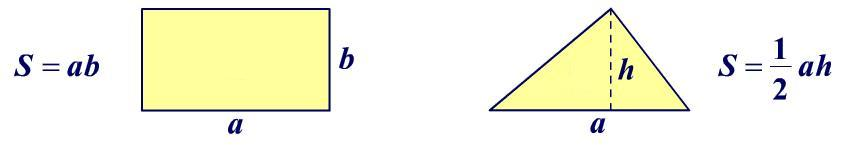 S = ab
b
a
h
a
S = 1/2 ah